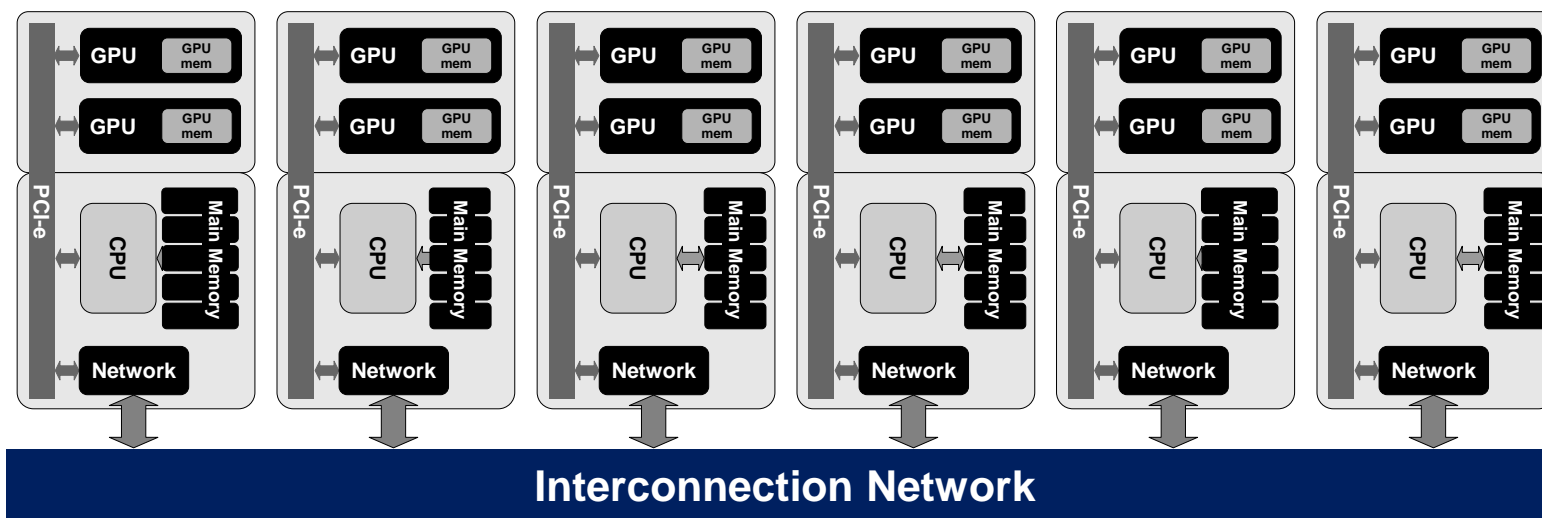 GPU
GPU
mem
GPU
GPU
mem
PCI-e
CPU
Main Memory
Network
GPU
GPU
mem
GPU
GPU
mem
PCI-e
CPU
Main Memory
Network
GPU
GPU
mem
GPU
GPU
mem
PCI-e
CPU
Main Memory
Network
GPU
GPU
mem
GPU
GPU
mem
PCI-e
CPU
Main Memory
Network
GPU
GPU
mem
GPU
GPU
mem
PCI-e
CPU
Main Memory
Network
GPU
GPU
mem
GPU
GPU
mem
PCI-e
CPU
Main Memory
Network
Interconnection Network